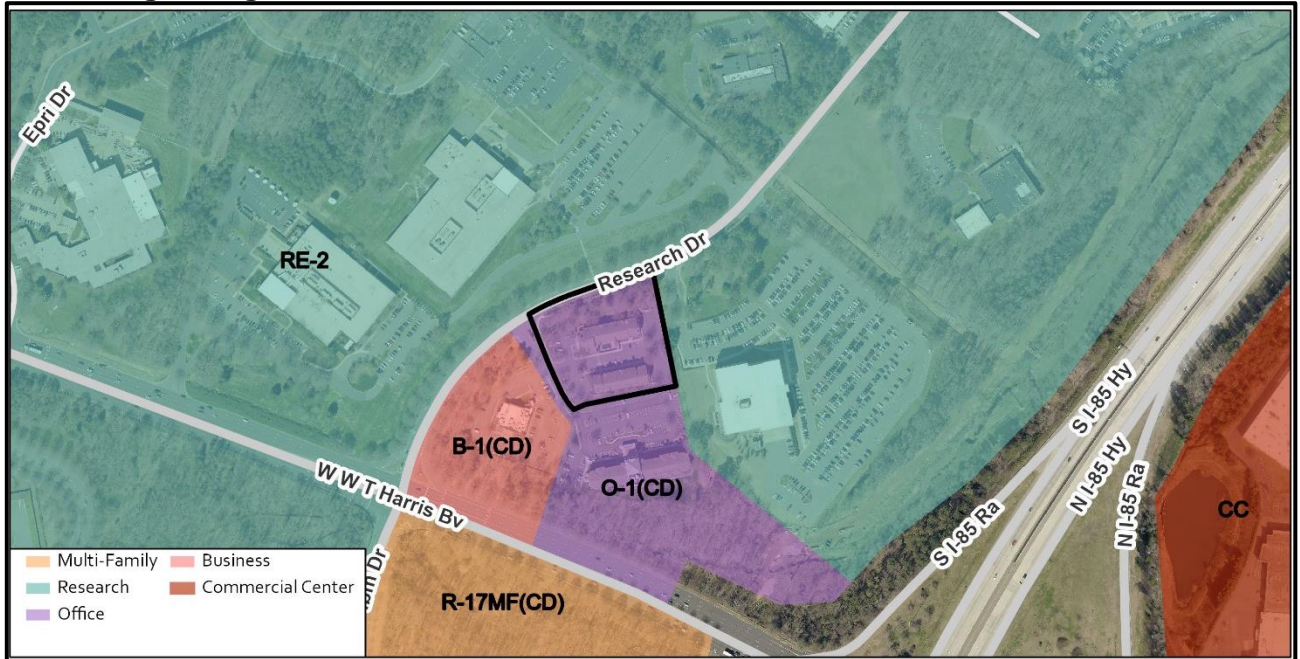 Epri Dr
RE-2
Research Dr
B-1(CD)
O-1(CD)
W W T Harris Bv
R-17MF(CD)
S I-85 Hy
N I-85 Hy
S I-85 Ra
N I-85 Ra
CC
Multi-Family
Business
Research
Commercial Center
Office
Dr